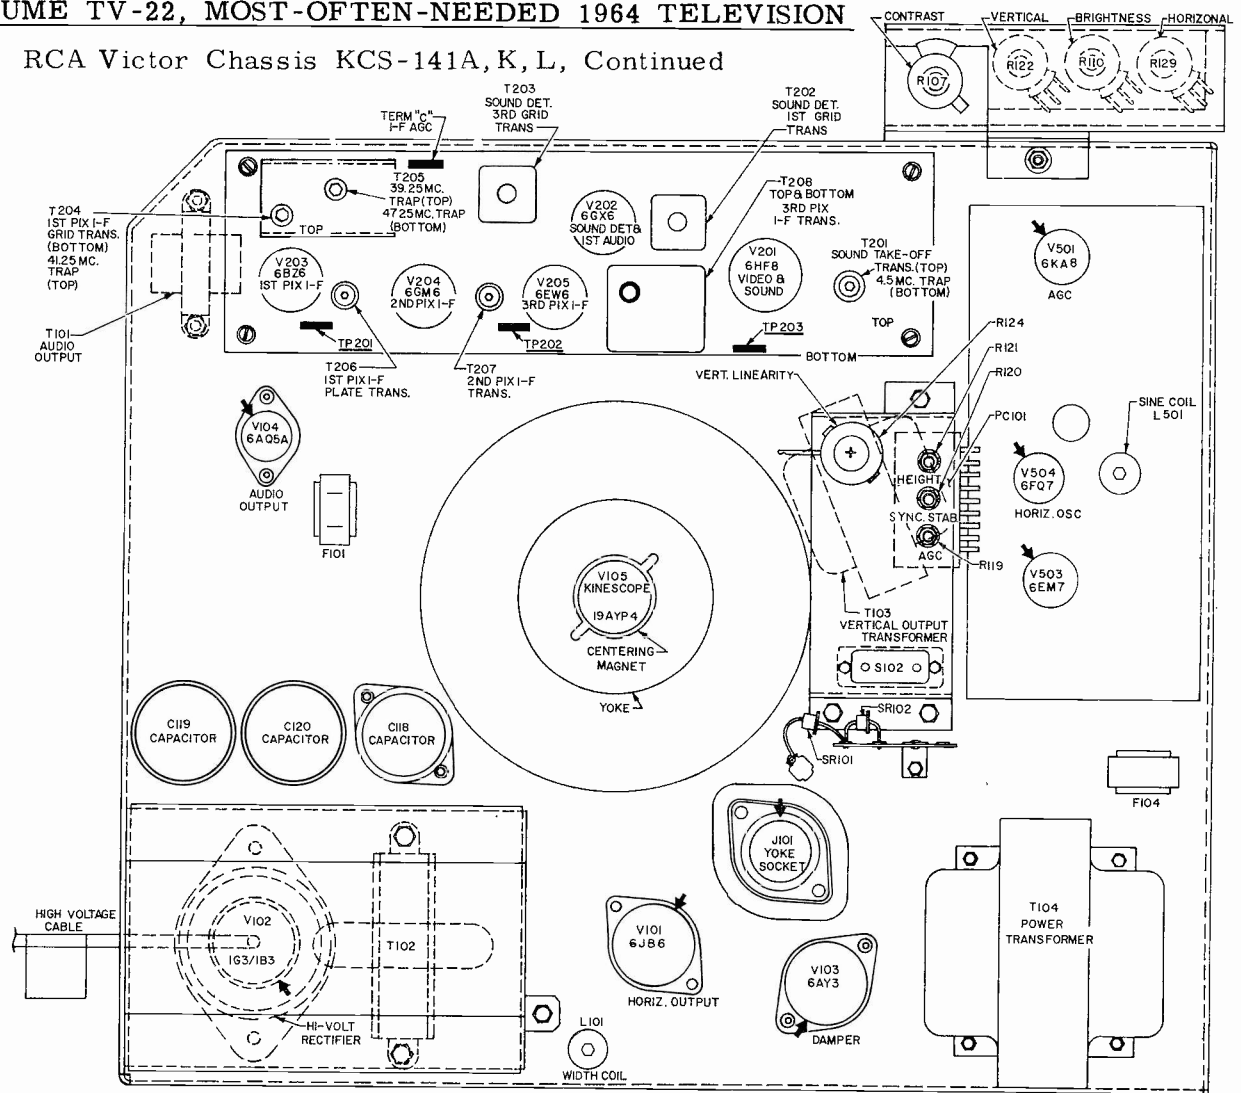 UME TV-22, MOST-OFTEN-NEEDED 1964 TELEVISION
RCA Victor Chassis KCS-141A, K, L, Continued
CONTRAST
VERTICAL
BRIGHTNESS
HORIZONAL
R107
R122
R110
R129
T203
SOUND DET.
3RD GRID
TRANS
T202
SOUND DET.
1ST GRID
TRANS
TERM "C"
I-F AGC
T205
39.25 MC.
TRAP (TOP)
47.25 MC. TRAP
(BOTTOM)
T208
TOP & BOTTOM
3RD PIX
I-F TRANS.
T204
1ST PIX I-F
GRID TRANS.
(BOTTOM)
41.25 MC.
TRAP
(TOP)
TOP
V202
6GX6
SOUND DET &
1ST AUDIO
V201
6HF8
VIDEO &
SOUND
T201
SOUND TAKE-OFF
TRANS. (TOP)
4.5 MC. TRAP
(BOTTOM)
V501
6KA8
AGC
V203
6BZ6
1ST PIX I-F
V204
6GM6
2ND PIX I-F
V205
6EW6
3RD PIX I-F
T101
AUDIO
OUTPUT
TP201
TP202
TP203
TOP
BOTTOM
T206
1ST PIX I-F
PLATE TRANS.
T207
2ND PIX I-F
TRANS.
VERT. LINEARITY
R124
R121
R120
PC101
SINE COIL
L501
V104
6AQ5A
AUDIO
OUTPUT
F101
HEIGHT
SYNC. STAB.
AGC
R119
V504
6FQ7
HORIZ. OSC
V503
6EM7
V105
KINESCOPE
19AYP4
CENTERING
MAGNET
YOKE
T103
VERTICAL OUTPUT
TRANSFORMER
S102
SR102
SR101
C119
CAPACITOR
C120
CAPACITOR
C118
CAPACITOR
F104
J101
YOKE
SOCKET
HIGH VOLTAGE
CABLE
V102
1G3/1B3
T102
HI-VOLT
RECTIFIER
V101
6JB6
HORIZ. OUTPUT
V103
6AY3
DAMPER
T104
POWER
TRANSFORMER
L101
WIDTH COIL